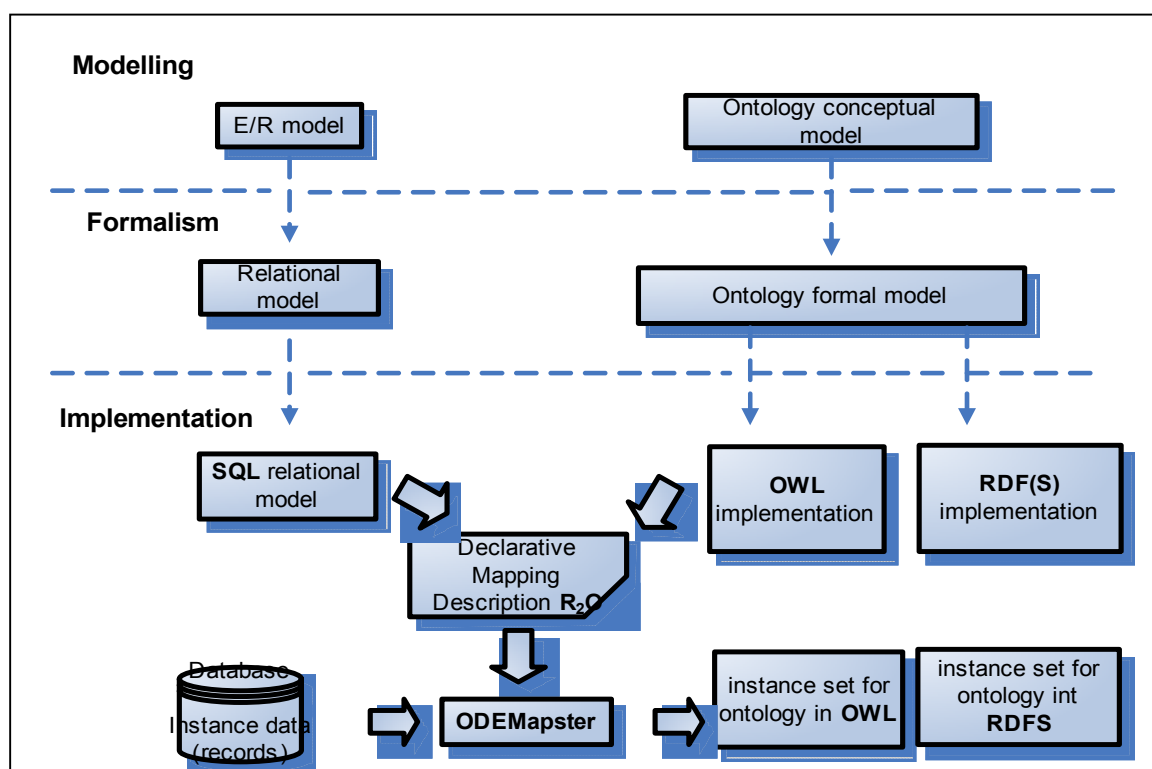 Modelling
E/R model
Ontology conceptual
model
Formalism
Relational
model
Ontology formal model
Implementation
SQL relational
model
OWL
implementation
RDF(S)
implementation
Declarative
Mapping
Description R₂O
Database
Instance data
(records)
ODEMapster
instance set for
ontology in OWL
instance set for
ontology int
RDFS